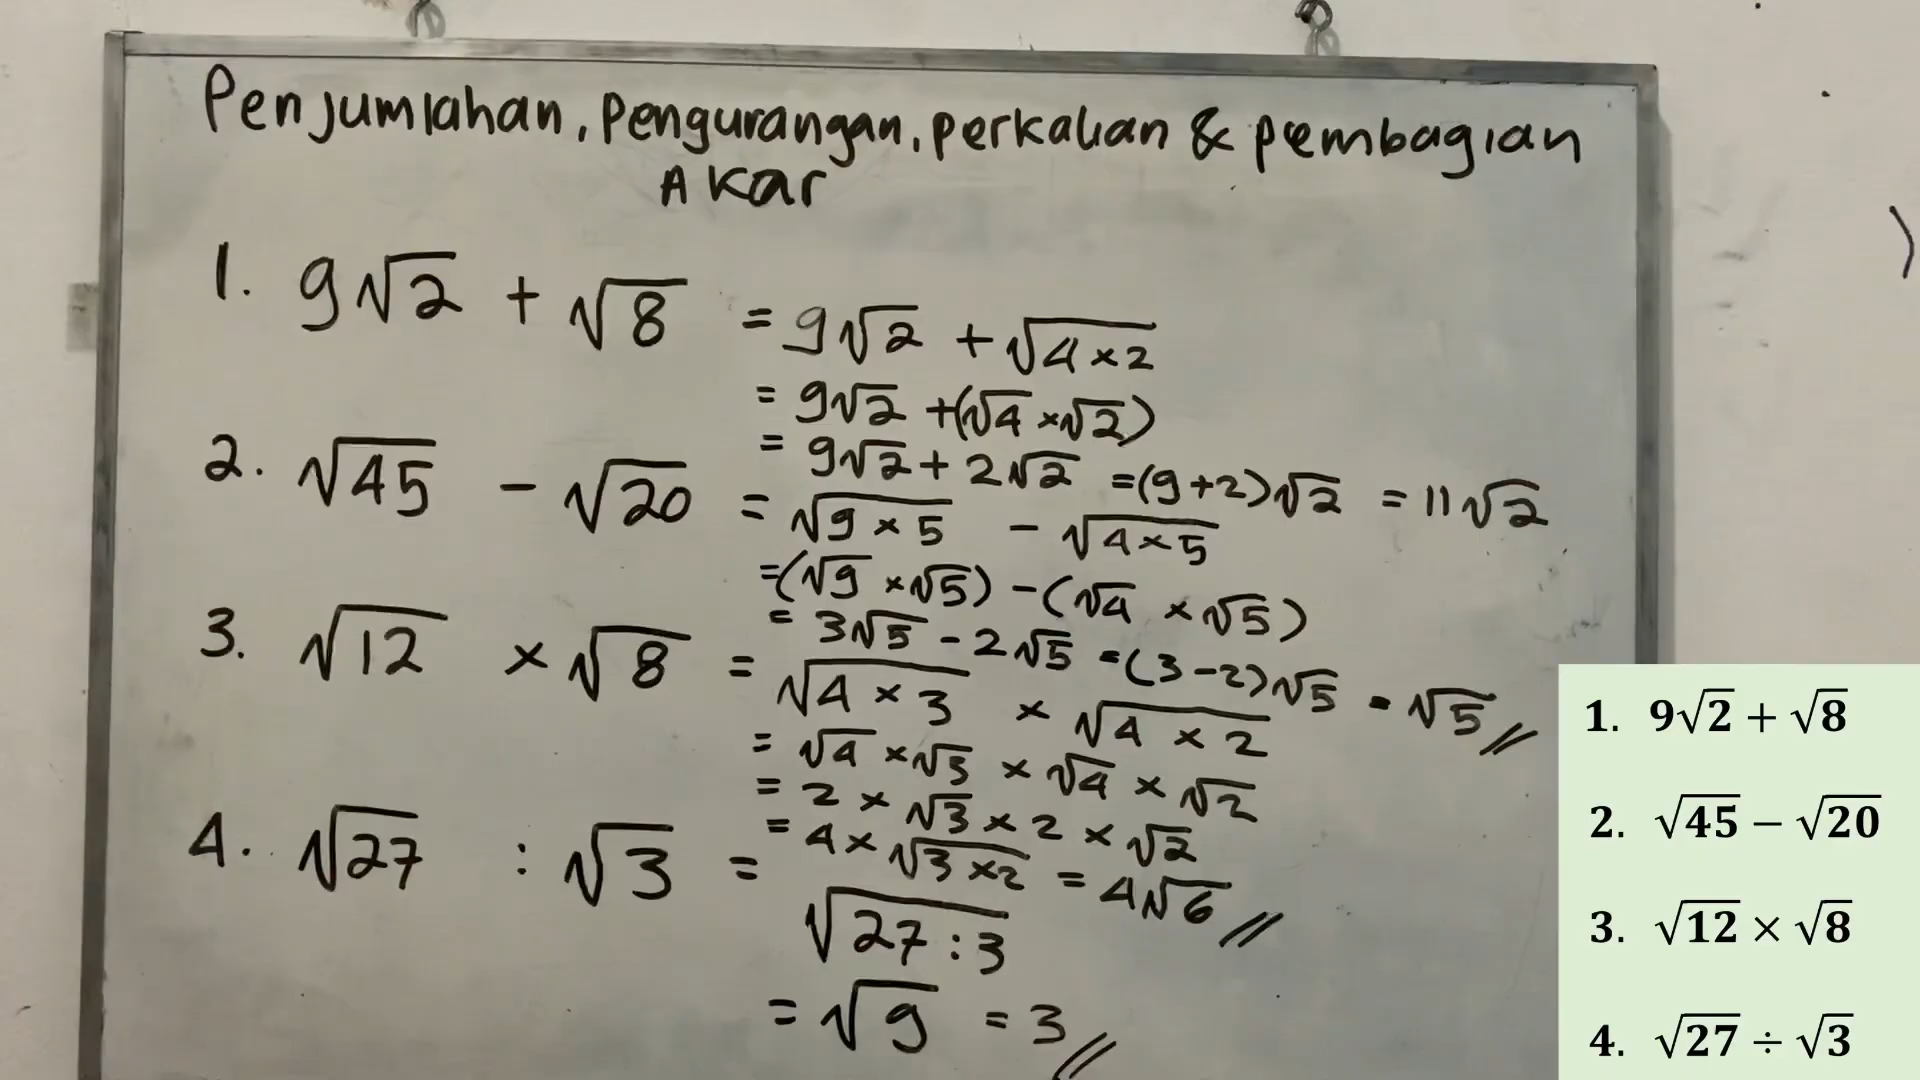 Penjumlahan, Pengurangan, perkalian & pembagian
Akar
1. 9√2 + √8 = 9√2 + √(4 × 2)
= 9√2 + (√4 × √2)
= 9√2 + 2√2 = (9+2)√2 = 11√2
2. √45 - √20 = √(9 × 5) - √(4 × 5)
= (√9 × √5) - (√4 × √5)
= 3√5 - 2√5 = (3-2)√5 = √5 //
3. √12 × √8 = √(4 × 3) × √(4 × 2)
= √4 × √3 × √4 × √2
= 2 × √3 × 2 × √2
= 4 × √(3 × 2) = 4√6 //
4. √27 : √3 = √(27 : 3)
= √9 = 3 //
1. 9√2 + √8
2. √45 − √20
3. √12 × √8
4. √27 ÷ √3